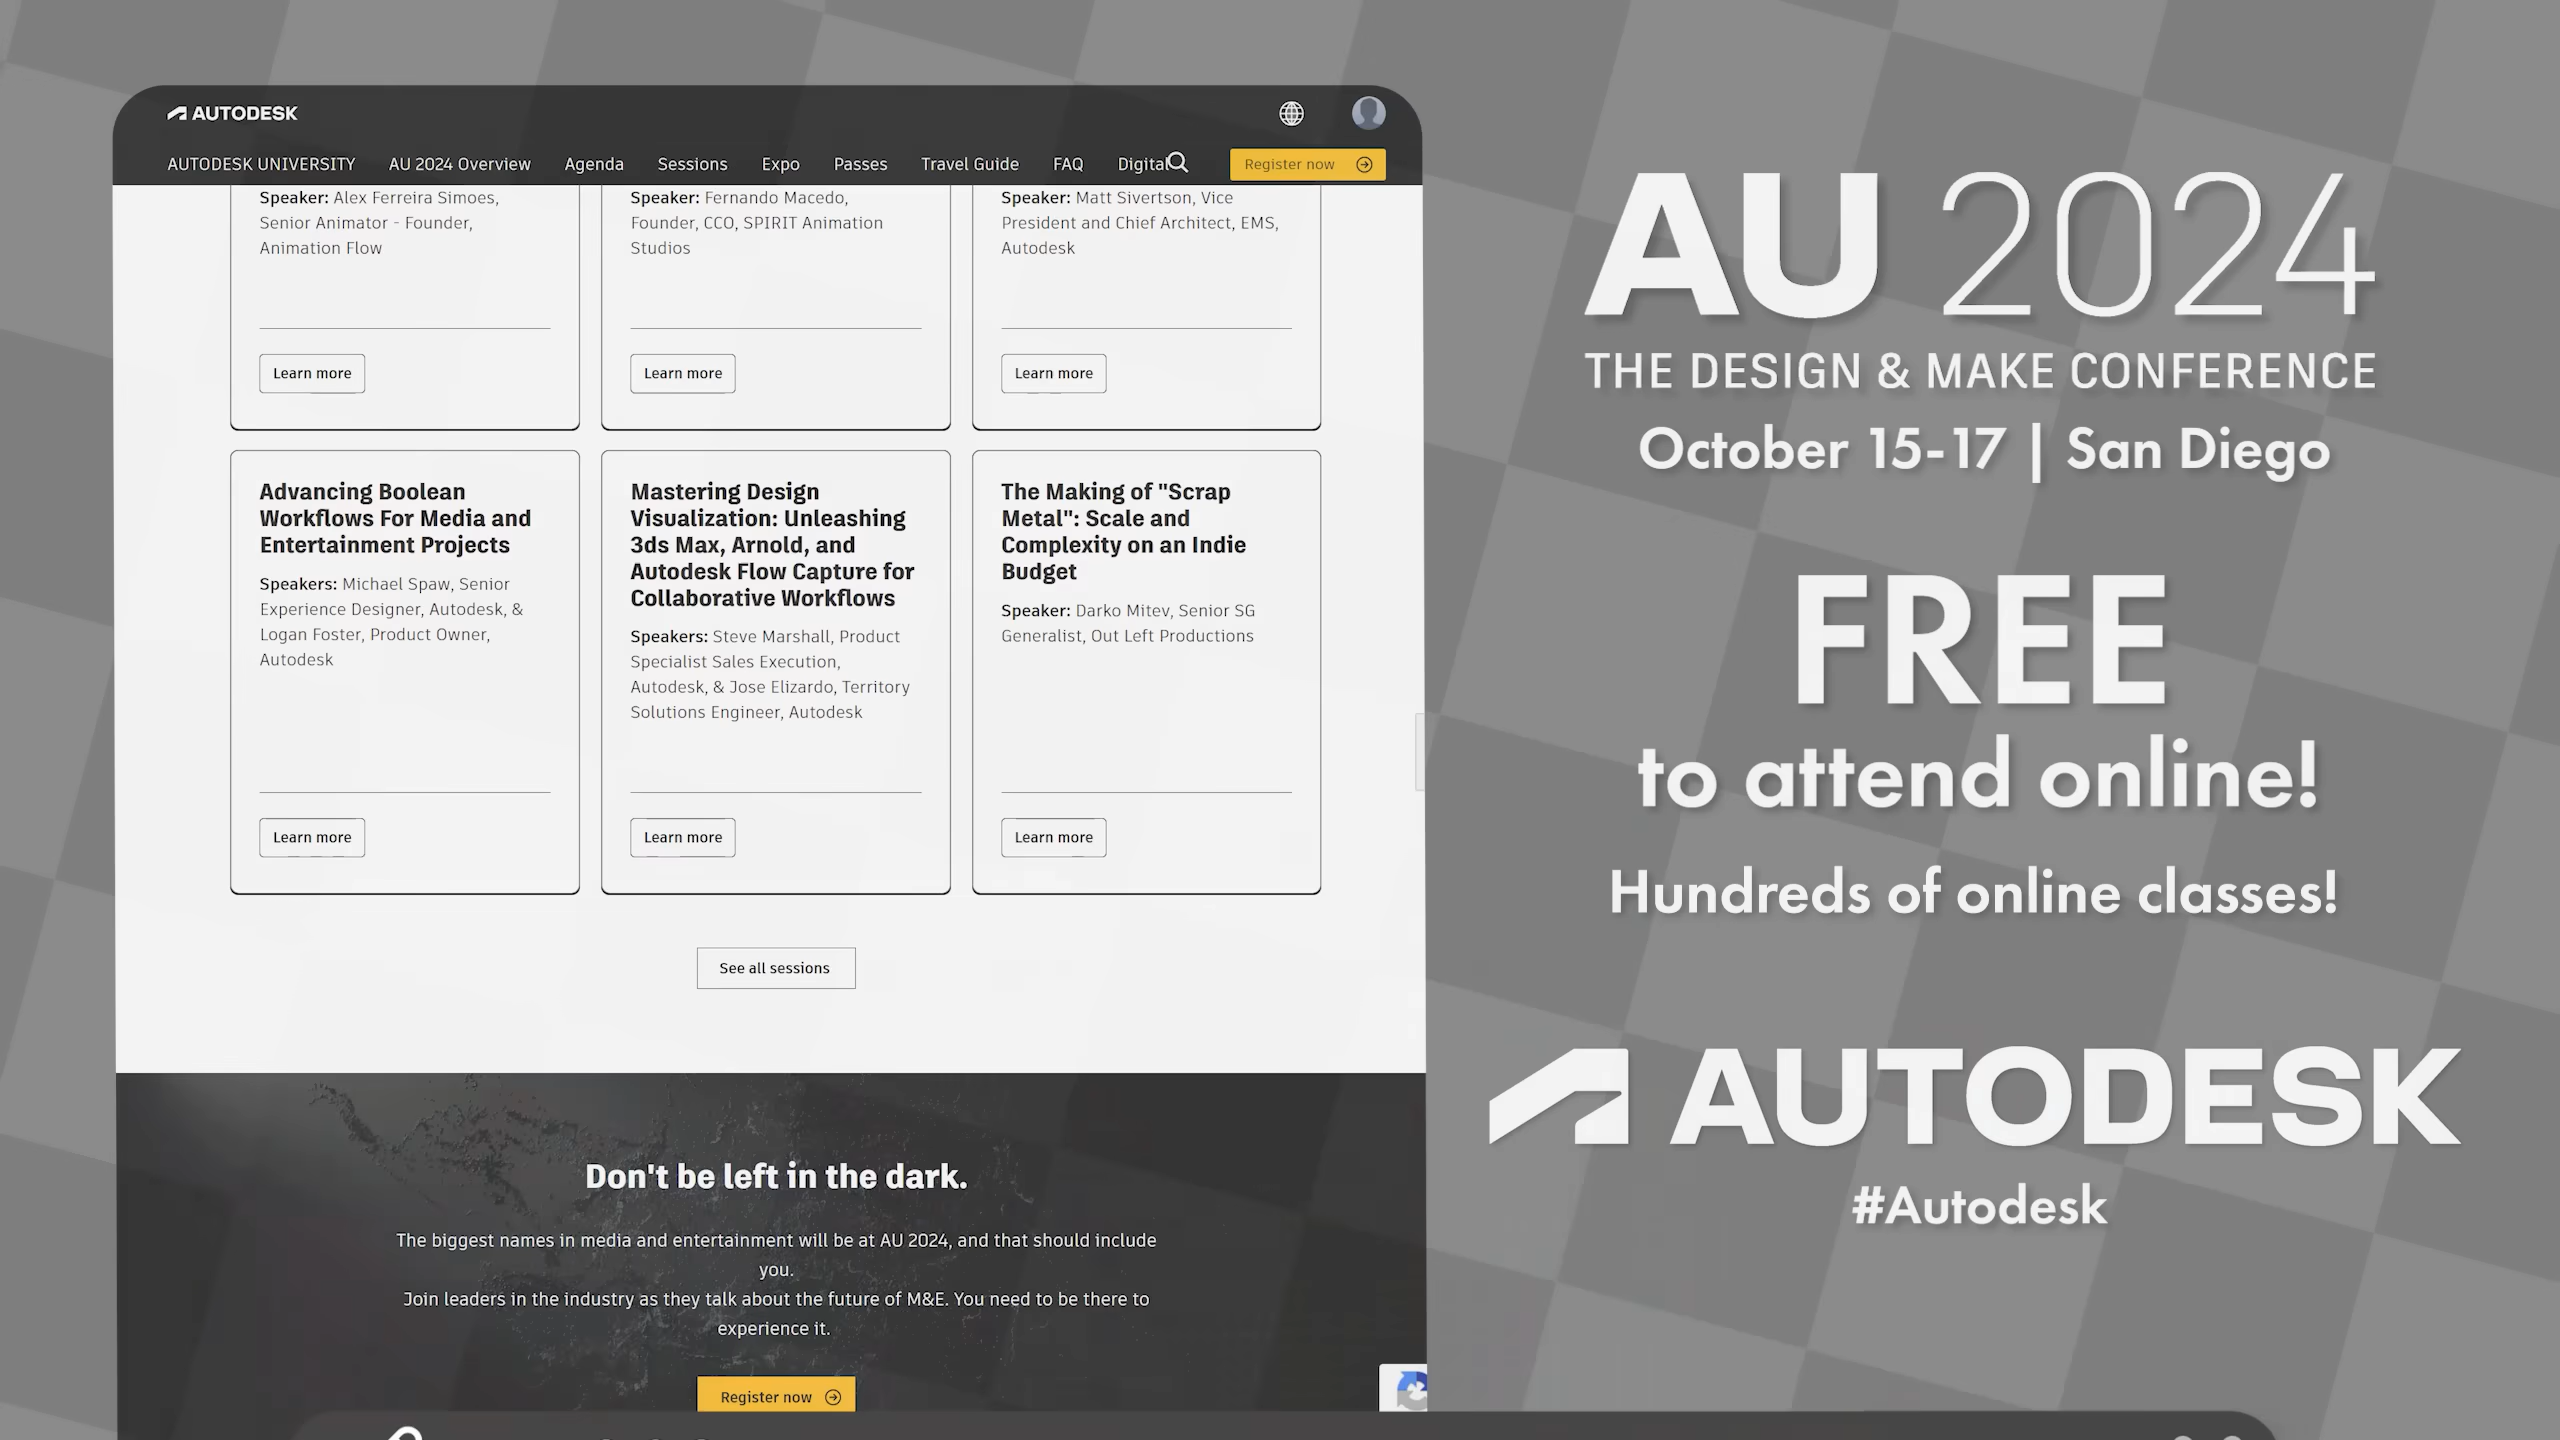 AUTODESK
AUTODESK UNIVERSITY
AU 2024 Overview
Agenda
Sessions
Expo
Passes
Travel Guide
FAQ
Digital
Register now
Speaker: Alex Ferreira Simoes,
Senior Animator - Founder,
Animation Flow
Learn more
Speaker: Fernando Macedo,
Founder, CCO, SPIRIT Animation
Studios
Learn more
Speaker: Matt Sivertson, Vice
President and Chief Architect, EMS,
Autodesk
Learn more
Advancing Boolean
Workflows For Media and
Entertainment Projects
Speakers: Michael Spaw, Senior
Experience Designer, Autodesk, &
Logan Foster, Product Owner,
Autodesk
Learn more
Mastering Design
Visualization: Unleashing
3ds Max, Arnold, and
Autodesk Flow Capture for
Collaborative Workflows
Speakers: Steve Marshall, Product
Specialist Sales Execution,
Autodesk, & Jose Elizardo, Territory
Solutions Engineer, Autodesk
Learn more
The Making of "Scrap
Metal": Scale and
Complexity on an Indie
Budget
Speaker: Darko Mitev, Senior SG
Generalist, Out Left Productions
Learn more
See all sessions
Don't be left in the dark.
The biggest names in media and entertainment will be at AU 2024, and that should include
you.
Join leaders in the industry as they talk about the future of M&E. You need to be there to
experience it.
Register now
AU 2024
THE DESIGN & MAKE CONFERENCE
October 15-17 | San Diego
FREE
to attend online!
Hundreds of online classes!
AUTODESK
#Autodesk